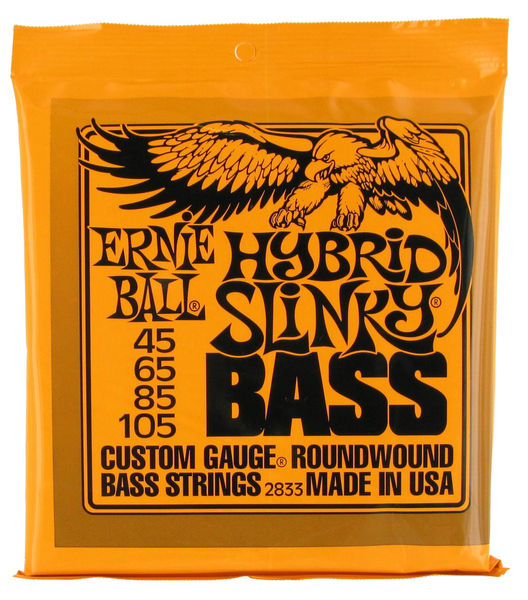 ERNIE
BALL®
HYBRID
SLINKY®
BASS
45
65
85
105
CUSTOM GAUGE® ROUNDWOUND
BASS STRINGS 2833 MADE IN USA